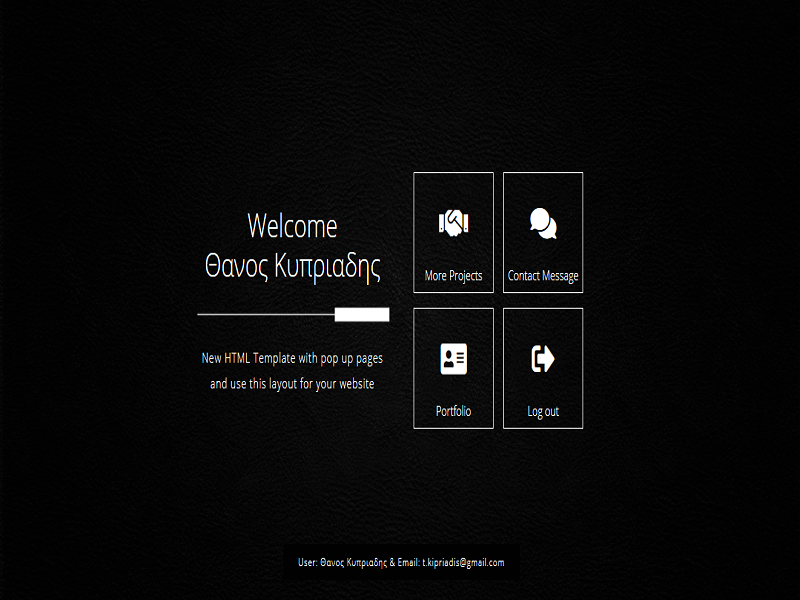 Welcome
Θανος Κυπριαδης
New HTML Template with pop up pages
and use this layout for your website
More Projects
Contact Message
Portfolio
Log out
User: Θανος Κυπριαδης & Email: t.kipriadis@gmail.com